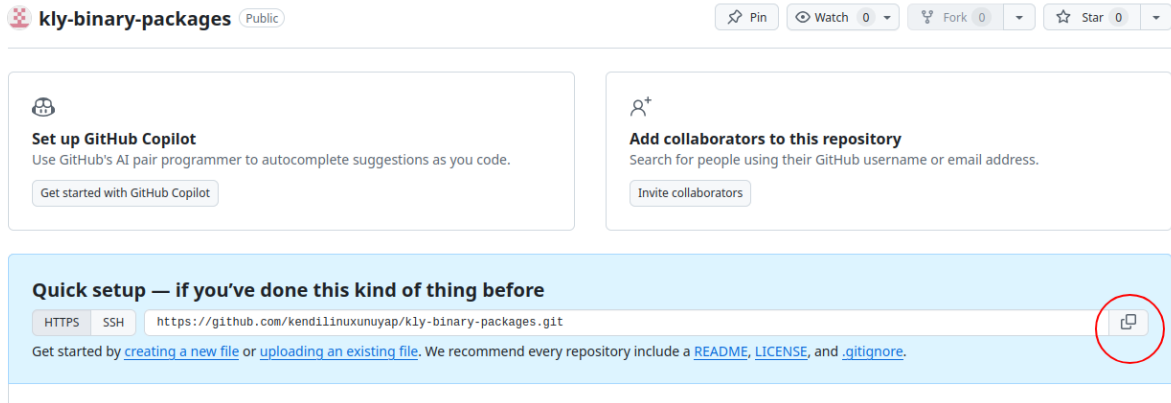 kly-binary-packages Public Pin Watch 0 Fork 0 Star 0
Set up GitHub Copilot
Use GitHub's AI pair programmer to autocomplete suggestions as you code.
Get started with GitHub Copilot
Add collaborators to this repository
Search for people using their GitHub username or email address.
Invite collaborators
Quick setup — if you’ve done this kind of thing before
HTTPS SSH https://github.com/kendilinuxunuyap/kly-binary-packages.git
Get started by creating a new file or uploading an existing file. We recommend every repository include a README, LICENSE, and .gitignore.